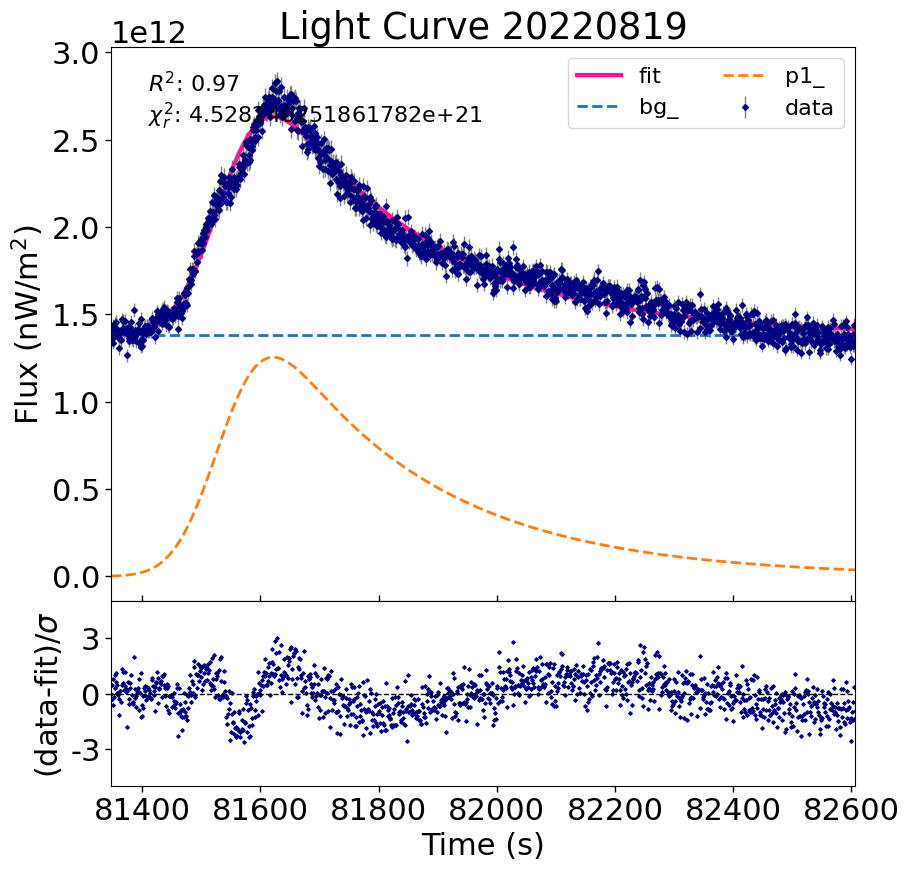 Light Curve 20220819
1e12
R²: 0.97
χ²ᵣ: 4.528240251861782e+21
fit
bg_
p1_
data
Flux (nW/m²)
3.0
2.5
2.0
1.5
1.0
0.5
0.0
(data-fit)/σ
3
0
-3
81400 81600 81800 82000 82200 82400 82600
Time (s)